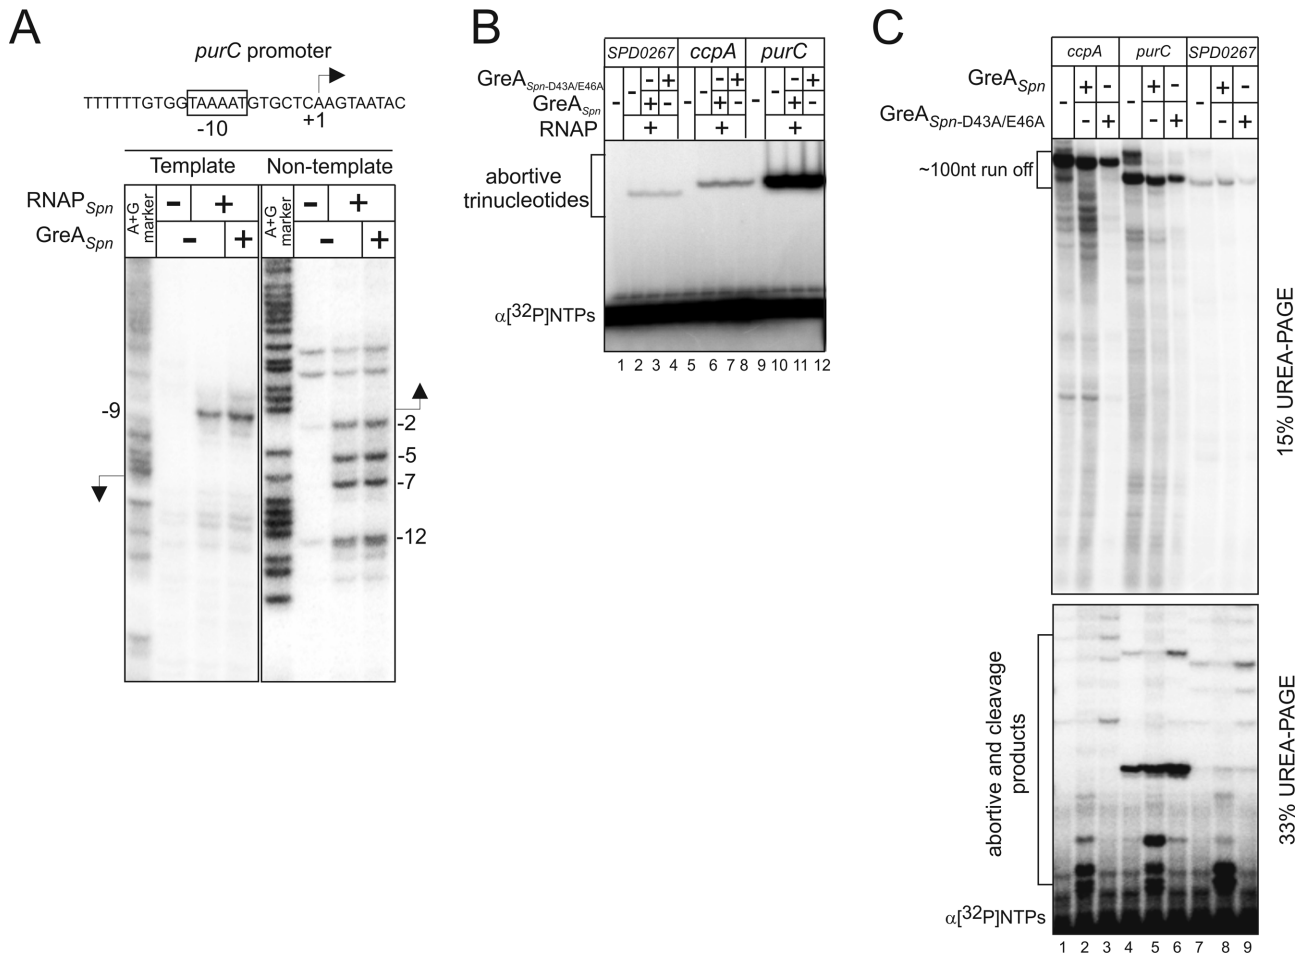 A
purC promoter
TTTTTTGTGGTAAAATGTGCTCAAGTAATAC
-10
+1
Template
Non-template
RNAPSpn
GreASpn
A+G marker
- +
- +
A+G marker
- +
- +
-9
-2
-5
-7
-12
B
SPD0267 ccpA purC
GreASpn-D43A/E46A
GreASpn
RNAP
- - - +
+ -
+
- - - +
+ -
+
- - - +
+ -
+
abortive
trinucleotides
α[32P]NTPs
1 2 3 4 5 6 7 8 9 10 11 12
C
ccpA purC SPD0267
GreASpn
GreASpn-D43A/E46A
- + - - + - - + -
- + - + - +
~100nt run off
15% UREA-PAGE
abortive and cleavage
products
33% UREA-PAGE
α[32P]NTPs
1 2 3 4 5 6 7 8 9